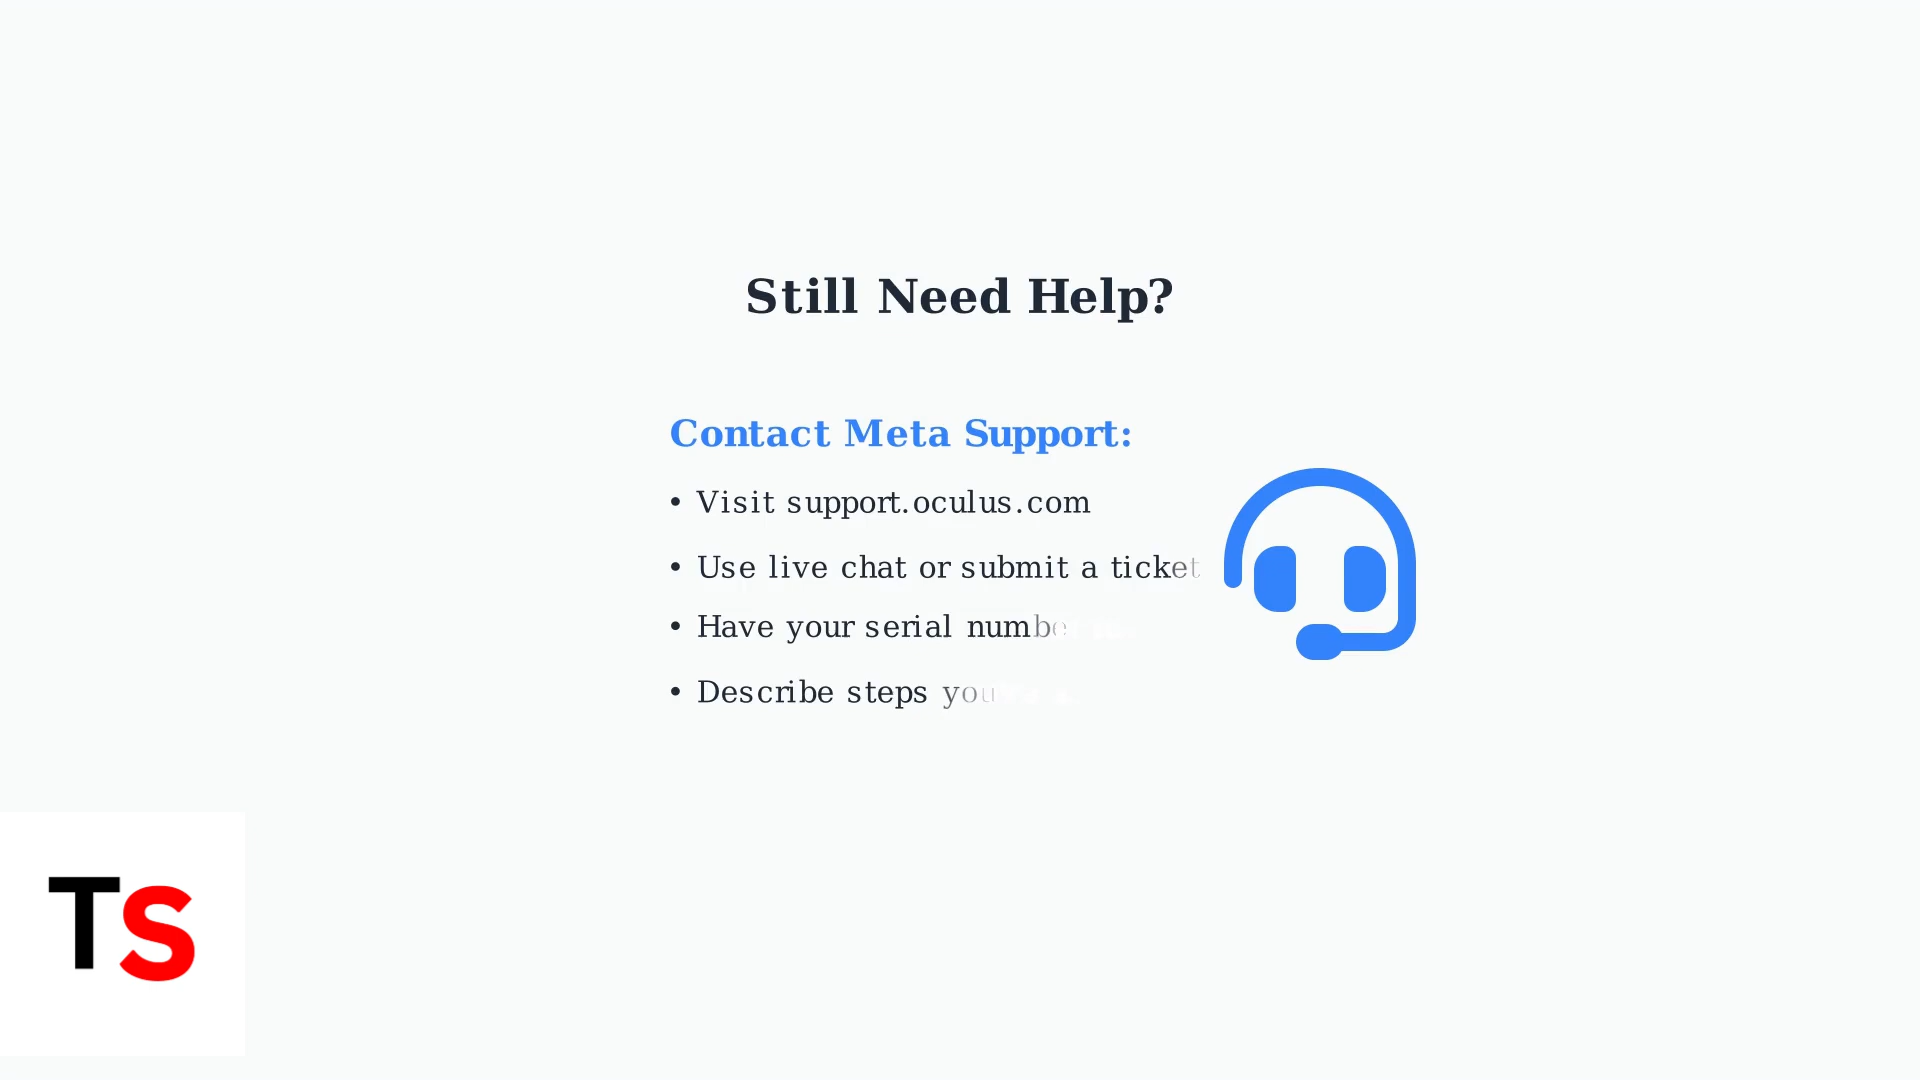 Still Need Help?
Contact Meta Support:
• Visit support.oculus.com
• Use live chat or submit a ticket
• Have your serial numbe
• Describe steps you
TS